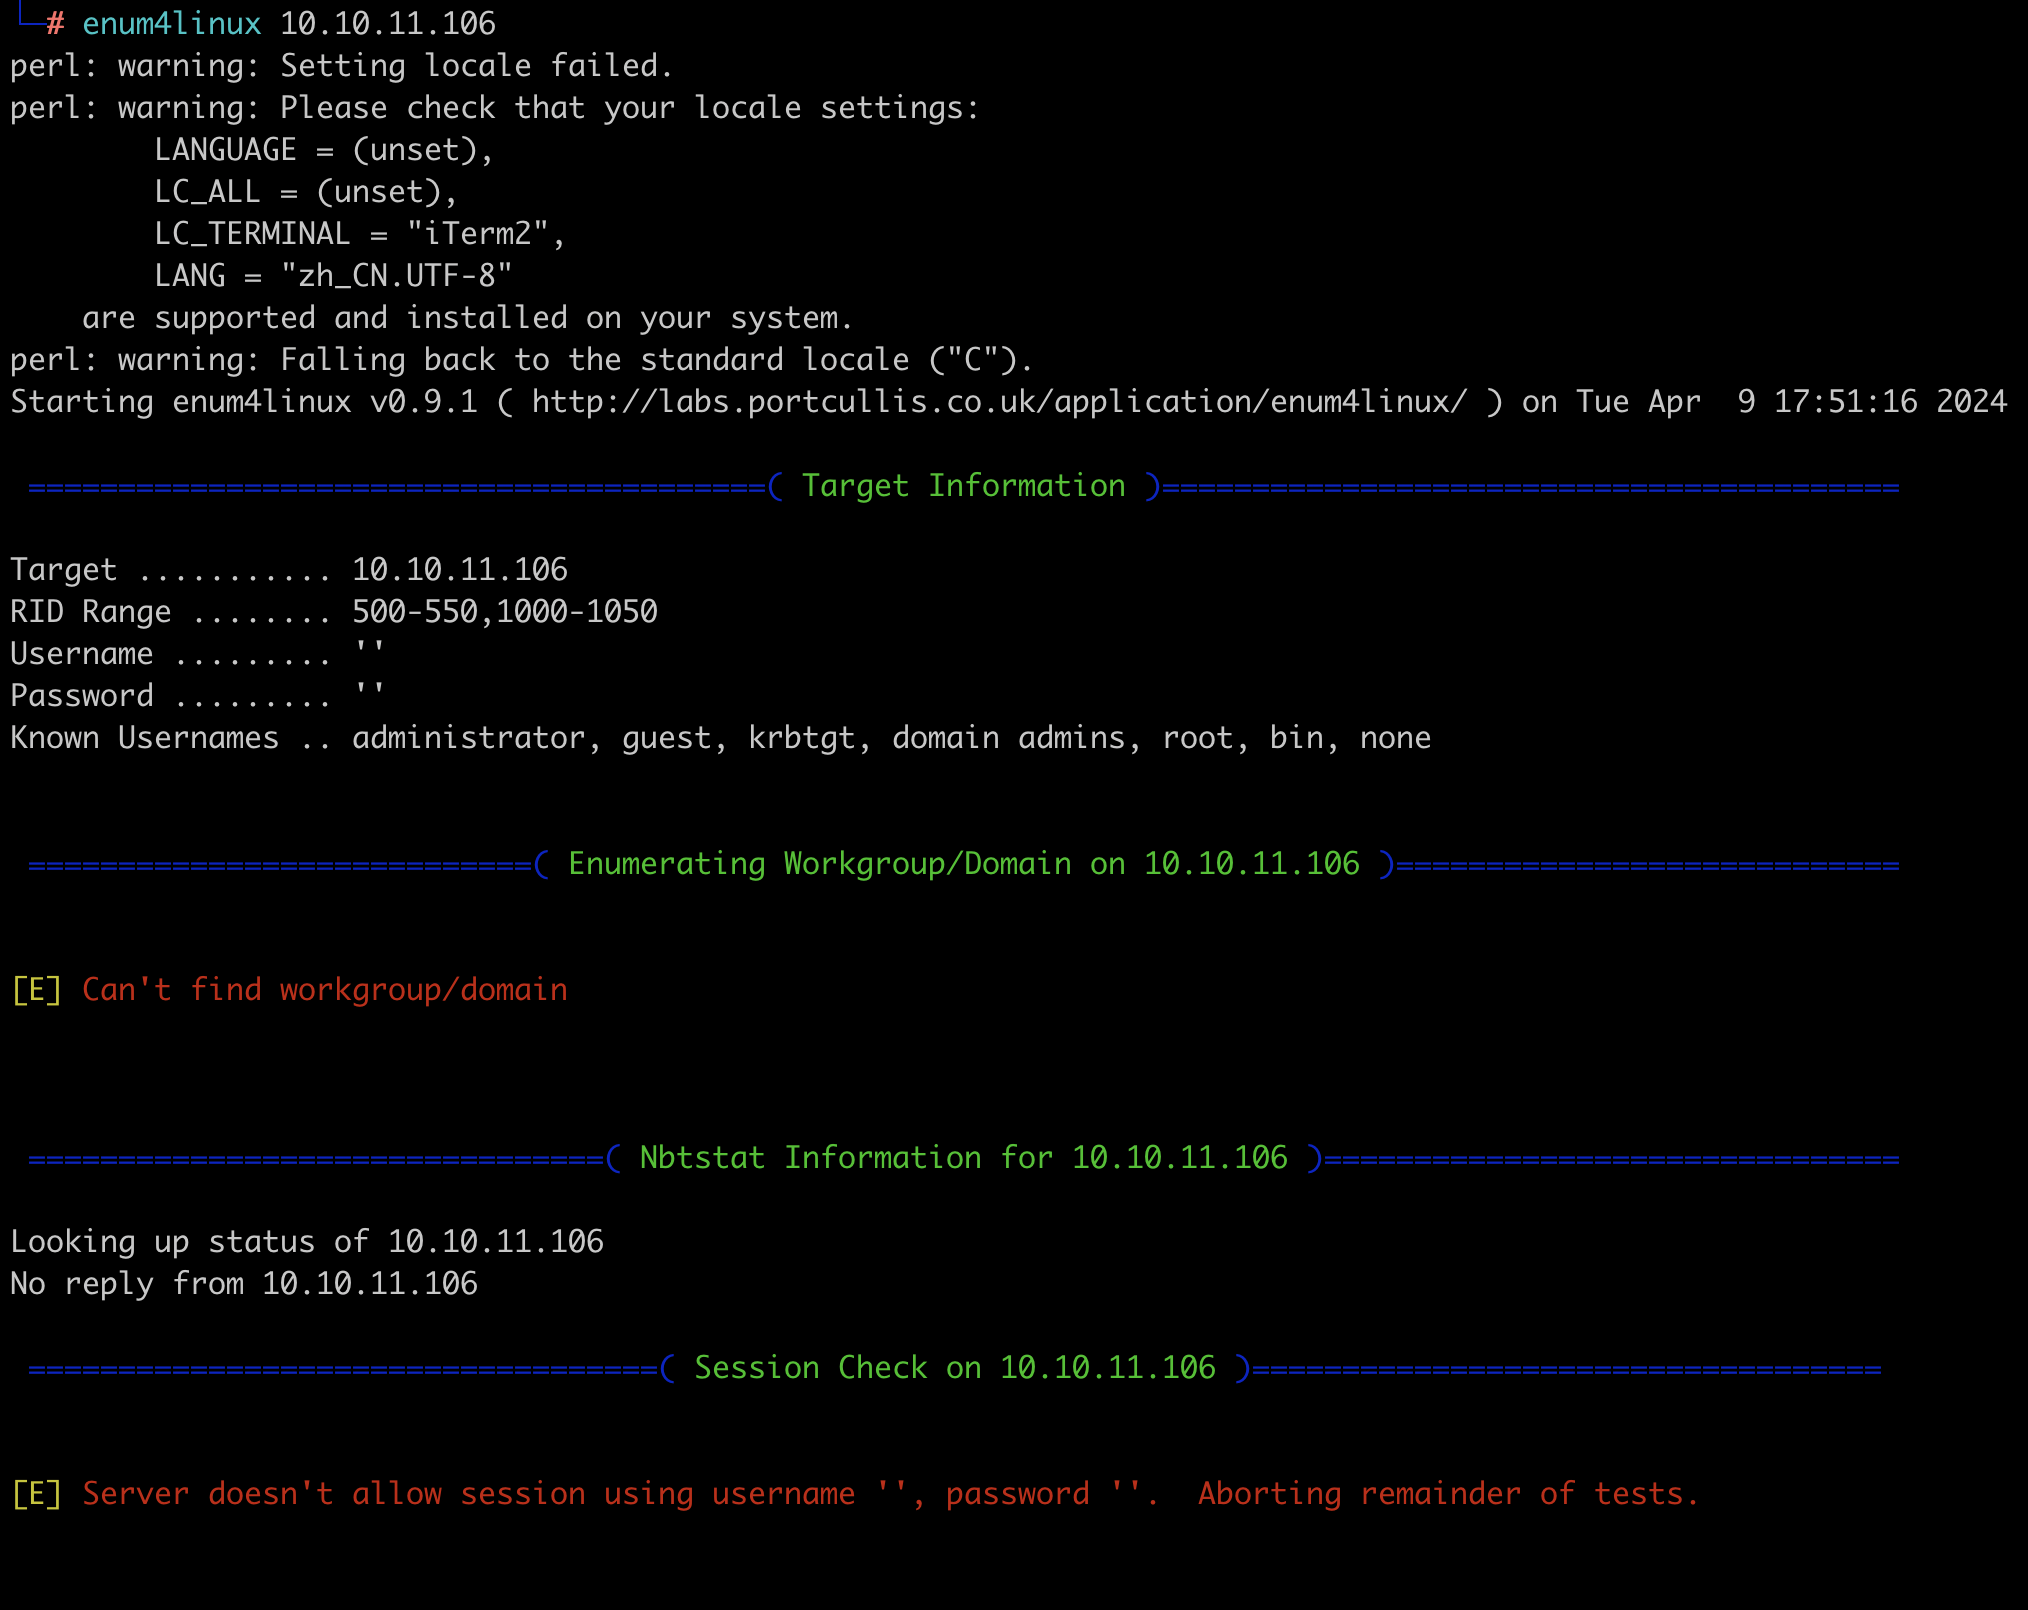 └─# enum4linux 10.10.11.106
perl: warning: Setting locale failed.
perl: warning: Please check that your locale settings:
        LANGUAGE = (unset),
        LC_ALL = (unset),
        LC_TERMINAL = "iTerm2",
        LANG = "zh_CN.UTF-8"
    are supported and installed on your system.
perl: warning: Falling back to the standard locale ("C").
Starting enum4linux v0.9.1 ( http://labs.portcullis.co.uk/application/enum4linux/ ) on Tue Apr  9 17:51:16 2024
 =========================================( Target Information )=========================================
Target ........... 10.10.11.106
RID Range ........ 500-550,1000-1050
Username ......... ''
Password ......... ''
Known Usernames .. administrator, guest, krbtgt, domain admins, root, bin, none
 ============================( Enumerating Workgroup/Domain on 10.10.11.106 )============================
[E] Can't find workgroup/domain
 ================================( Nbtstat Information for 10.10.11.106 )================================
Looking up status of 10.10.11.106
No reply from 10.10.11.106
 ===================================( Session Check on 10.10.11.106 )===================================
[E] Server doesn't allow session using username '', password ''.  Aborting remainder of tests.